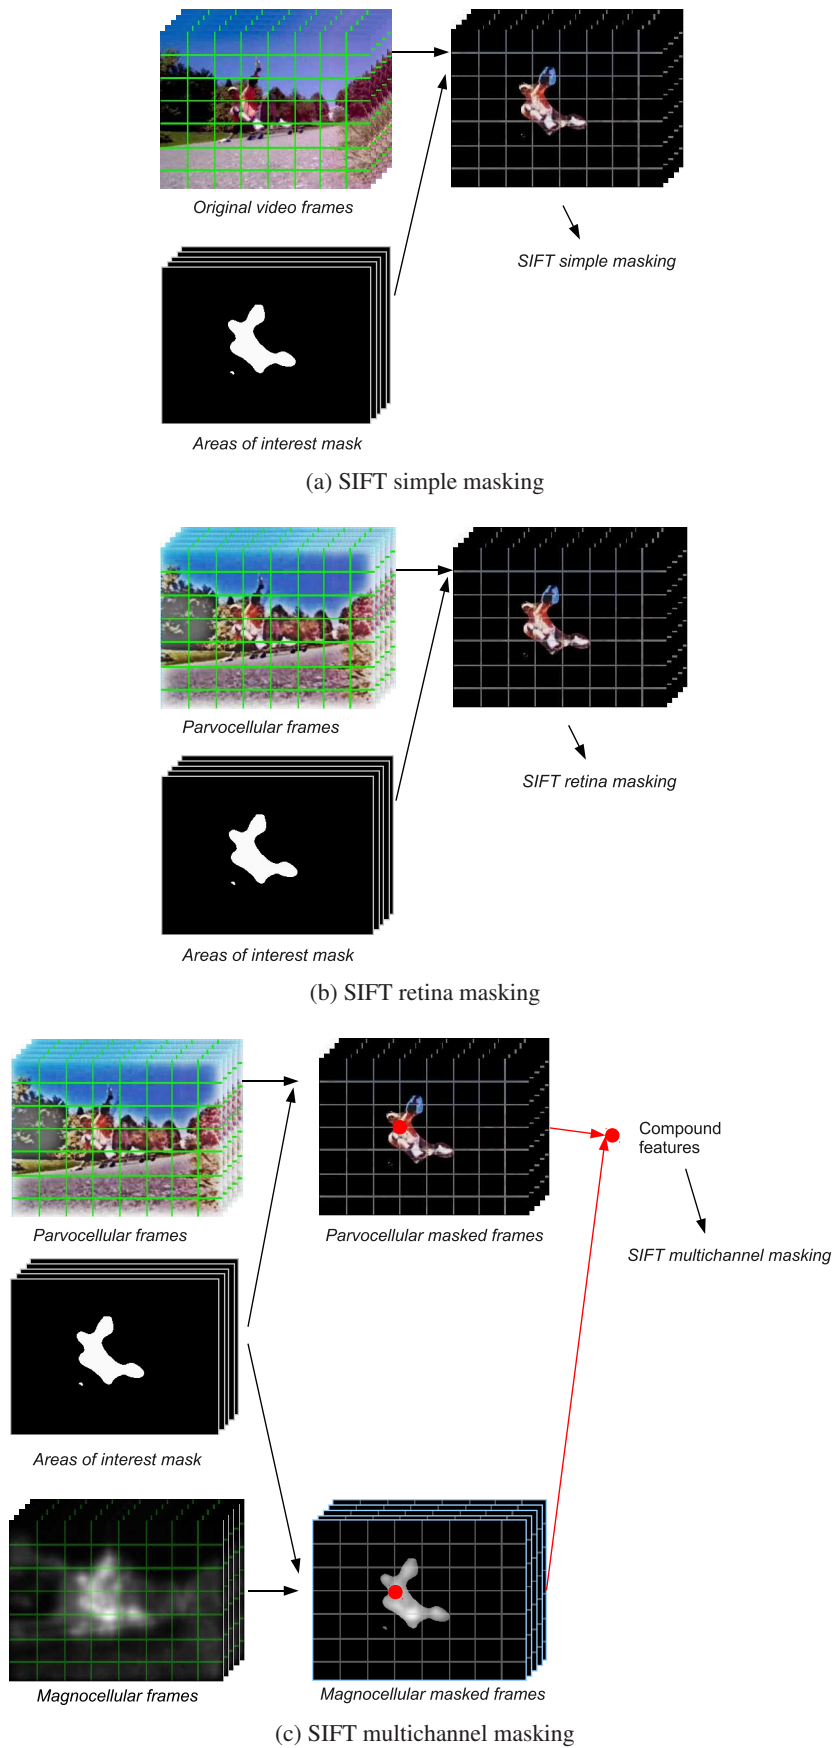 Original video frames
SIFT simple masking
Areas of interest mask
(a) SIFT simple masking
Parvocellular frames
SIFT retina masking
Areas of interest mask
(b) SIFT retina masking
Compound
features
Parvocellular frames
Parvocellular masked frames
SIFT multichannel masking
Areas of interest mask
Magnocellular frames
Magnocellular masked frames
(c) SIFT multichannel masking